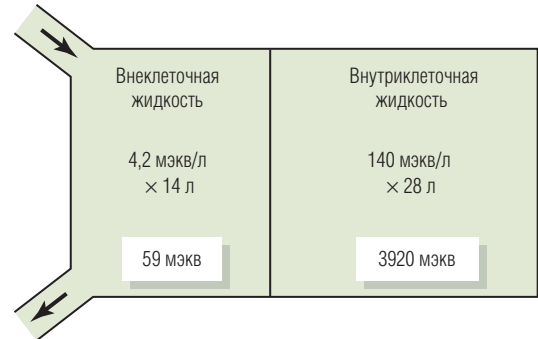 Внеклеточная
жидкость
4,2 мэкв/л
× 14 л
59 мэкв
Внутриклеточная
жидкость
140 мэкв/л
× 28 л
3920 мэкв